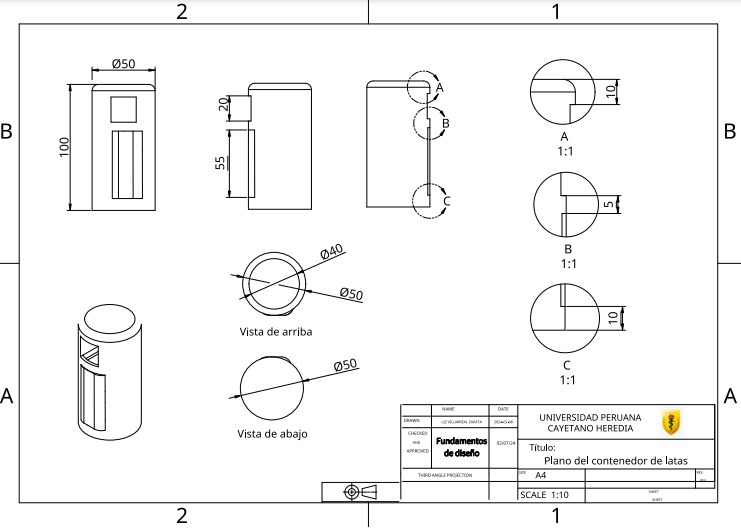 2
1
B
B
A
A
2
1
Ø50
100
20
55
A
B
C
10
A
1:1
5
B
1:1
10
C
1:1
Ø40
Ø50
Vista de arriba
Ø50
Vista de abajo
NAME
DATE
DRAWN
LIZ VILLARREAL ZAPATA
CHECKED
AND
APPROVED
Fundamentos
de diseño
02/07/24
THIRD ANGLE PROJECTION
UNIVERSIDAD PERUANA
CAYETANO HEREDIA
Título:
Plano del contenedor de latas
SIZE
A4
REV.
SCALE 1:10
SHEET
SHEET